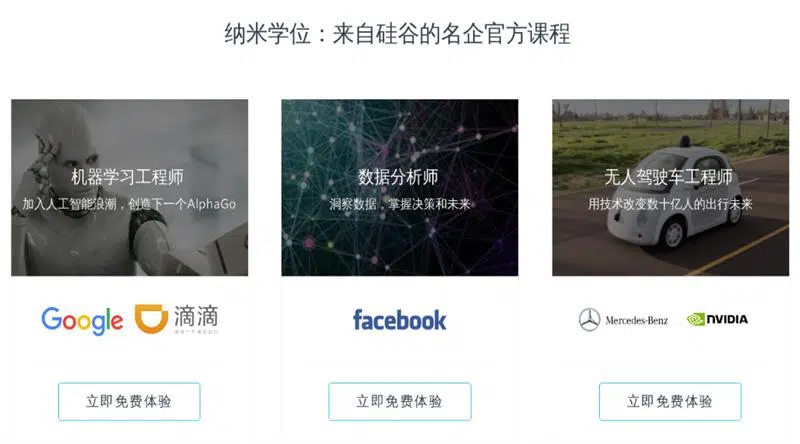 纳米学位：来自硅谷的名企官方课程
机器学习工程师
加入人工智能浪潮，创造下一个AlphaGo
数据分析师
洞察数据，掌握决策和未来
无人驾驶车工程师
用技术改变数十亿人的出行未来
Google
滴滴
facebook
Mercedes-Benz
NVIDIA
立即免费体验
立即免费体验
立即免费体验